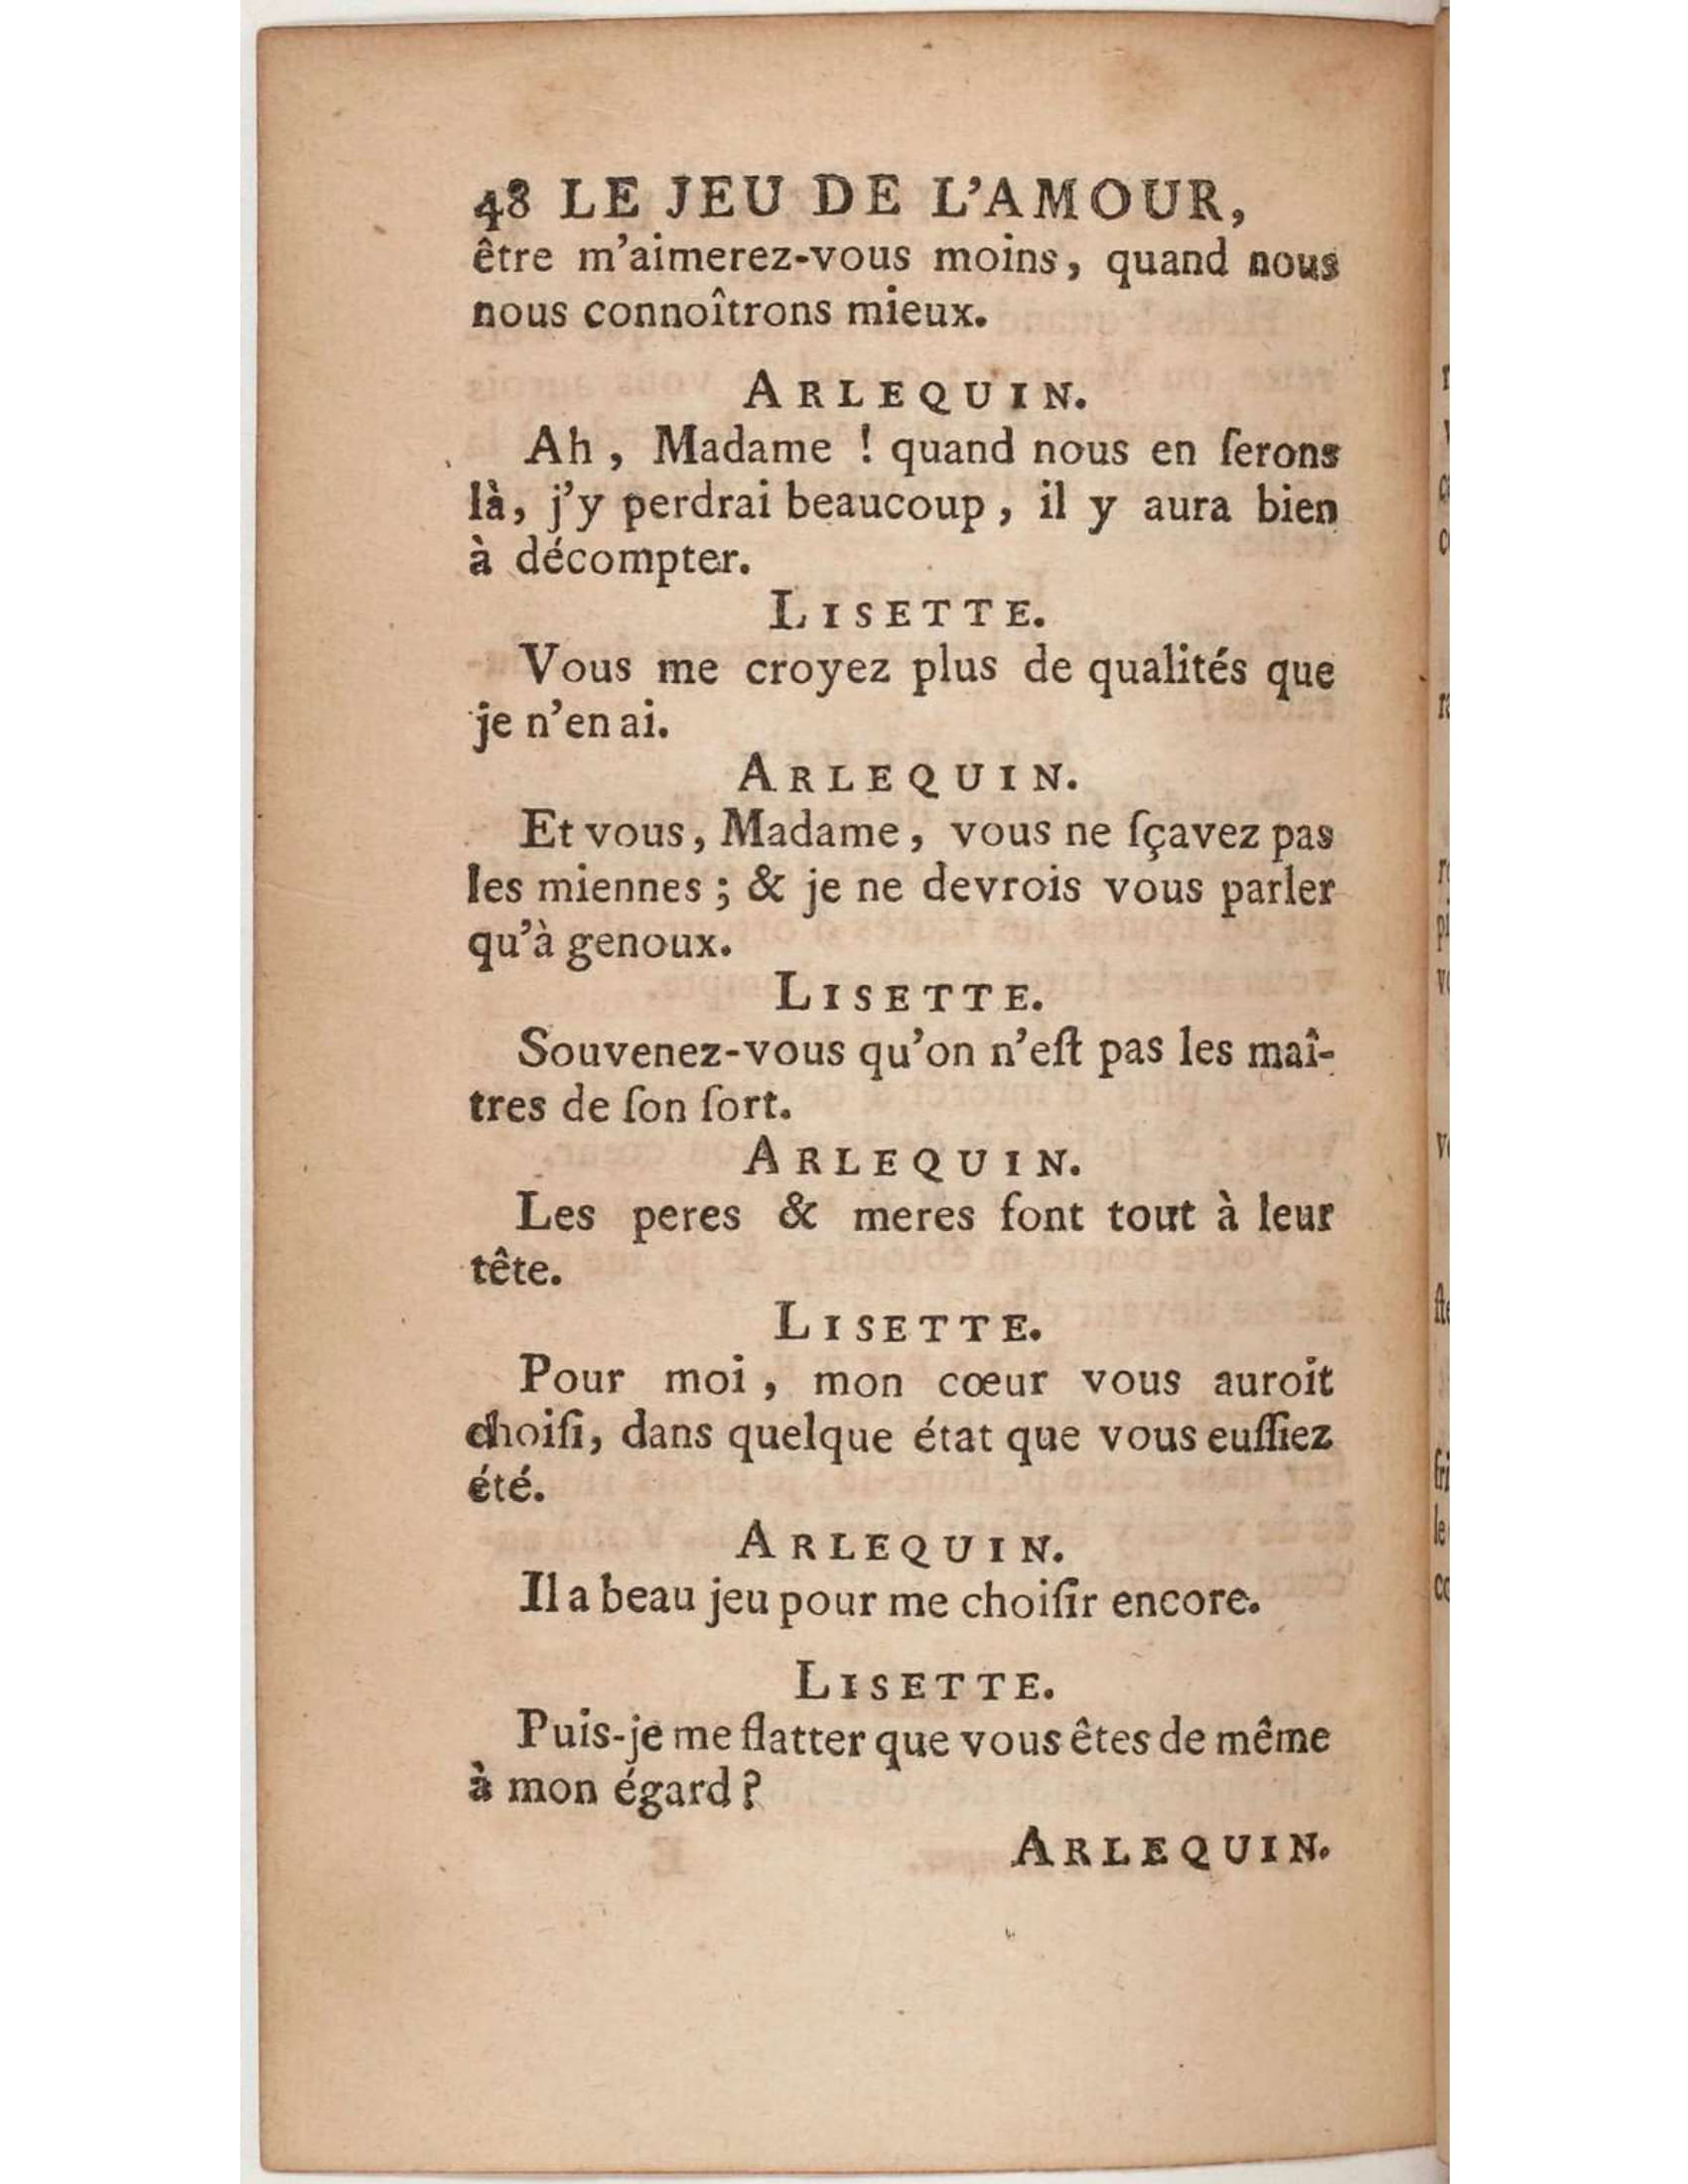 48 LE JEU DE L'AMOUR,
être m'aimerez-vous moins, quand nous
nous connoîtrons mieux.
ARLEQUIN.
Ah, Madame ! quand nous en ſerons
là, j'y perdrai beaucoup, il y aura bien
à décompter.
LISETTE.
Vous me croyez plus de qualités que
je n'en ai.
ARLEQUIN.
Et vous, Madame, vous ne ſçavez pas
les miennes ; & je ne devrois vous parler
qu'à genoux.
LISETTE.
Souvenez-vous qu'on n'eſt pas les maî-
tres de ſon ſort.
ARLEQUIN.
Les peres & meres font tout à leur
tête.
LISETTE.
Pour moi, mon cœur vous auroit
choiſi, dans quelque état que vous euſſiez
été.
ARLEQUIN.
Il a beau jeu pour me choiſir encore.
LISETTE.
Puis-je me flatter que vous êtes de même
à mon égard ?
ARLEQUIN.